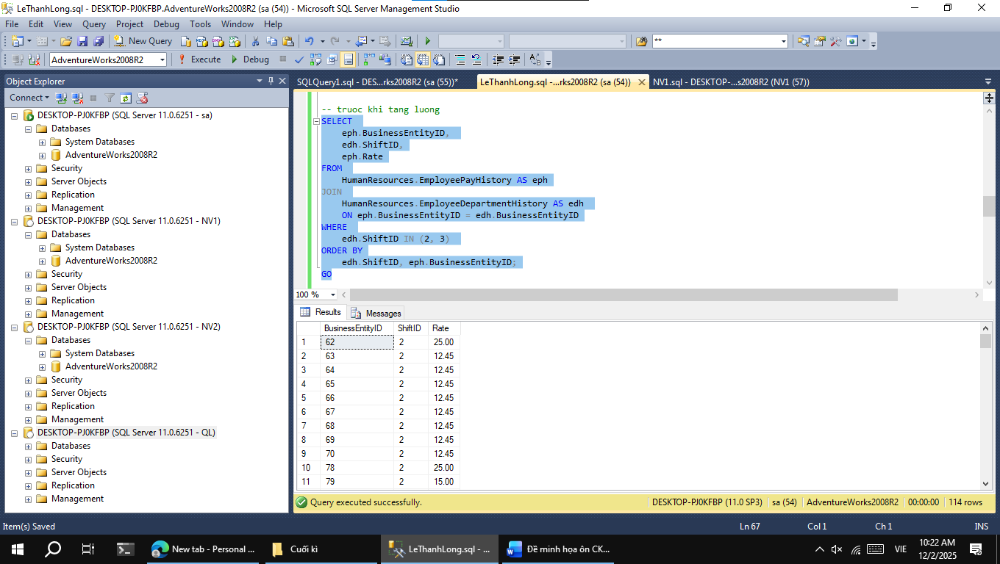 LeThanhLong.sql - DESKTOP-PJ0KFBP.AdventureWorks2008R2 (sa (54)) - Microsoft SQL Server Management Studio
File Edit View Query Project Debug Tools Window Help
New Query **
AdventureWorks2008R2 Execute Debug
Object Explorer
Connect
DESKTOP-PJ0KFBP (SQL Server 11.0.6251 - sa)
Databases
System Databases
AdventureWorks2008R2
Security
Server Objects
Replication
Management
DESKTOP-PJ0KFBP (SQL Server 11.0.6251 - NV1)
Databases
System Databases
AdventureWorks2008R2
Security
Server Objects
Replication
Management
DESKTOP-PJ0KFBP (SQL Server 11.0.6251 - NV2)
Databases
System Databases
AdventureWorks2008R2
Security
Server Objects
Replication
Management
DESKTOP-PJ0KFBP (SQL Server 11.0.6251 - QL)
Databases
Security
Server Objects
Replication
Management
SQLQuery1.sql - DES...rks2008R2 (sa (55))* LeThanhLong.sql -...rks2008R2 (sa (54)) NV1.sql - DESKTOP-...s2008R2 (NV1 (57))
-- truoc khi tang luong
SELECT
eph.BusinessEntityID,
edh.ShiftID,
eph.Rate
FROM
HumanResources.EmployeePayHistory AS eph
JOIN
HumanResources.EmployeeDepartmentHistory AS edh
ON eph.BusinessEntityID = edh.BusinessEntityID
WHERE
edh.ShiftID IN (2, 3)
ORDER BY
edh.ShiftID, eph.BusinessEntityID;
GO
100 %
Results Messages
BusinessEntityID ShiftID Rate
1 62 2 25.00
2 63 2 12.45
3 64 2 12.45
4 65 2 12.45
5 66 2 12.45
6 67 2 12.45
7 68 2 12.45
8 69 2 12.45
9 70 2 12.45
10 78 2 25.00
11 79 2 15.00
Query executed successfully. DESKTOP-PJ0KFBP (11.0 SP3) sa (54) AdventureWorks2008R2 00:00:00 114 rows
Item(s) Saved Ln 67 Col 1 Ch 1 INS
New tab - Personal ... Cuối kì LeThanhLong.sql - ... Đề minh họa ôn CK... VIE 10:22 AM
12/2/2025